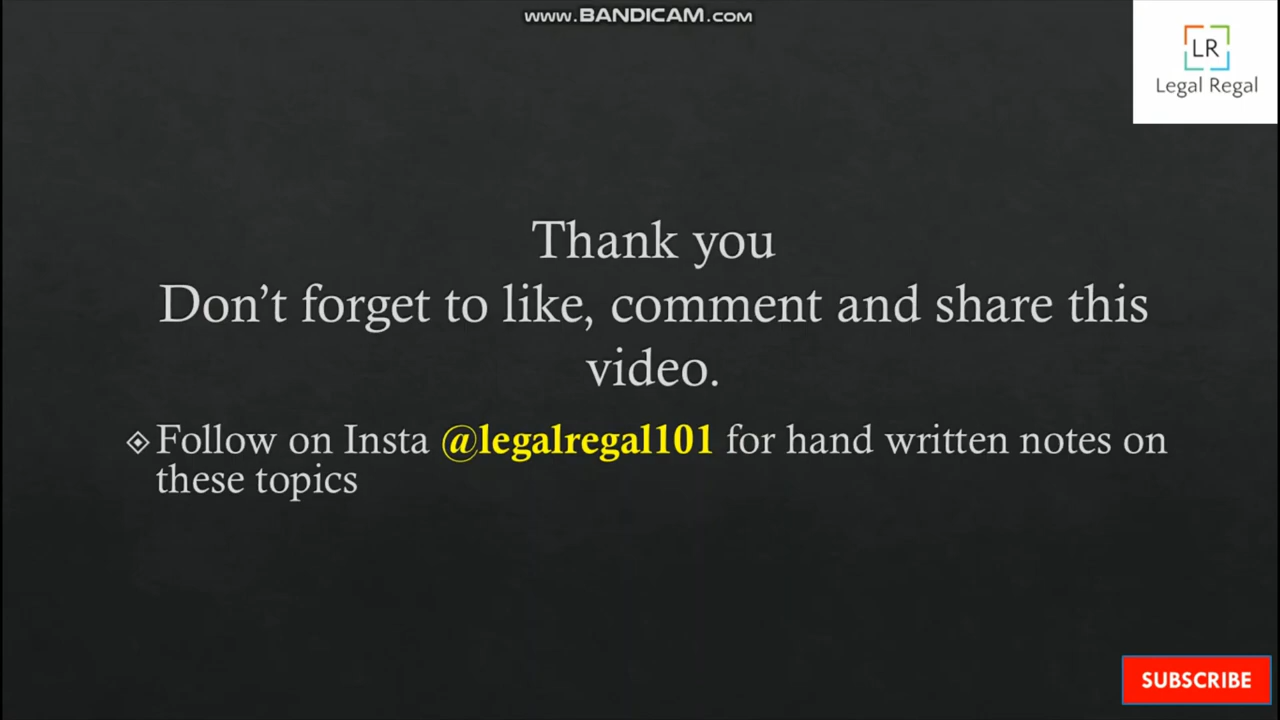 www.BANDICAM.com
LR
Legal Regal
Thank you
Don’t forget to like, comment and share this
video.
Follow on Insta @legalregal101 for hand written notes on
these topics
SUBSCRIBE